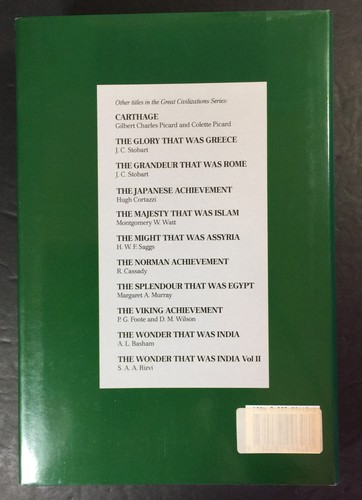 Other titles in the Great Civilizations Series:
CARTHAGE
Gilbert Charles Picard and Colette Picard
THE GLORY THAT WAS GREECE
J. C. Stobart
THE GRANDEUR THAT WAS ROME
J. C. Stobart
THE JAPANESE ACHIEVEMENT
Hugh Cortazzi
THE MAJESTY THAT WAS ISLAM
Montgomery W. Watt
THE MIGHT THAT WAS ASSYRIA
H. W. F. Saggs
THE NORMAN ACHIEVEMENT
R. Cassady
THE SPLENDOUR THAT WAS EGYPT
Margaret A. Murray
THE VIKING ACHIEVEMENT
P. G. Foote and D. M. Wilson
THE WONDER THAT WAS INDIA
A. L. Basham
THE WONDER THAT WAS INDIA Vol II
S. A. A. Rizvi